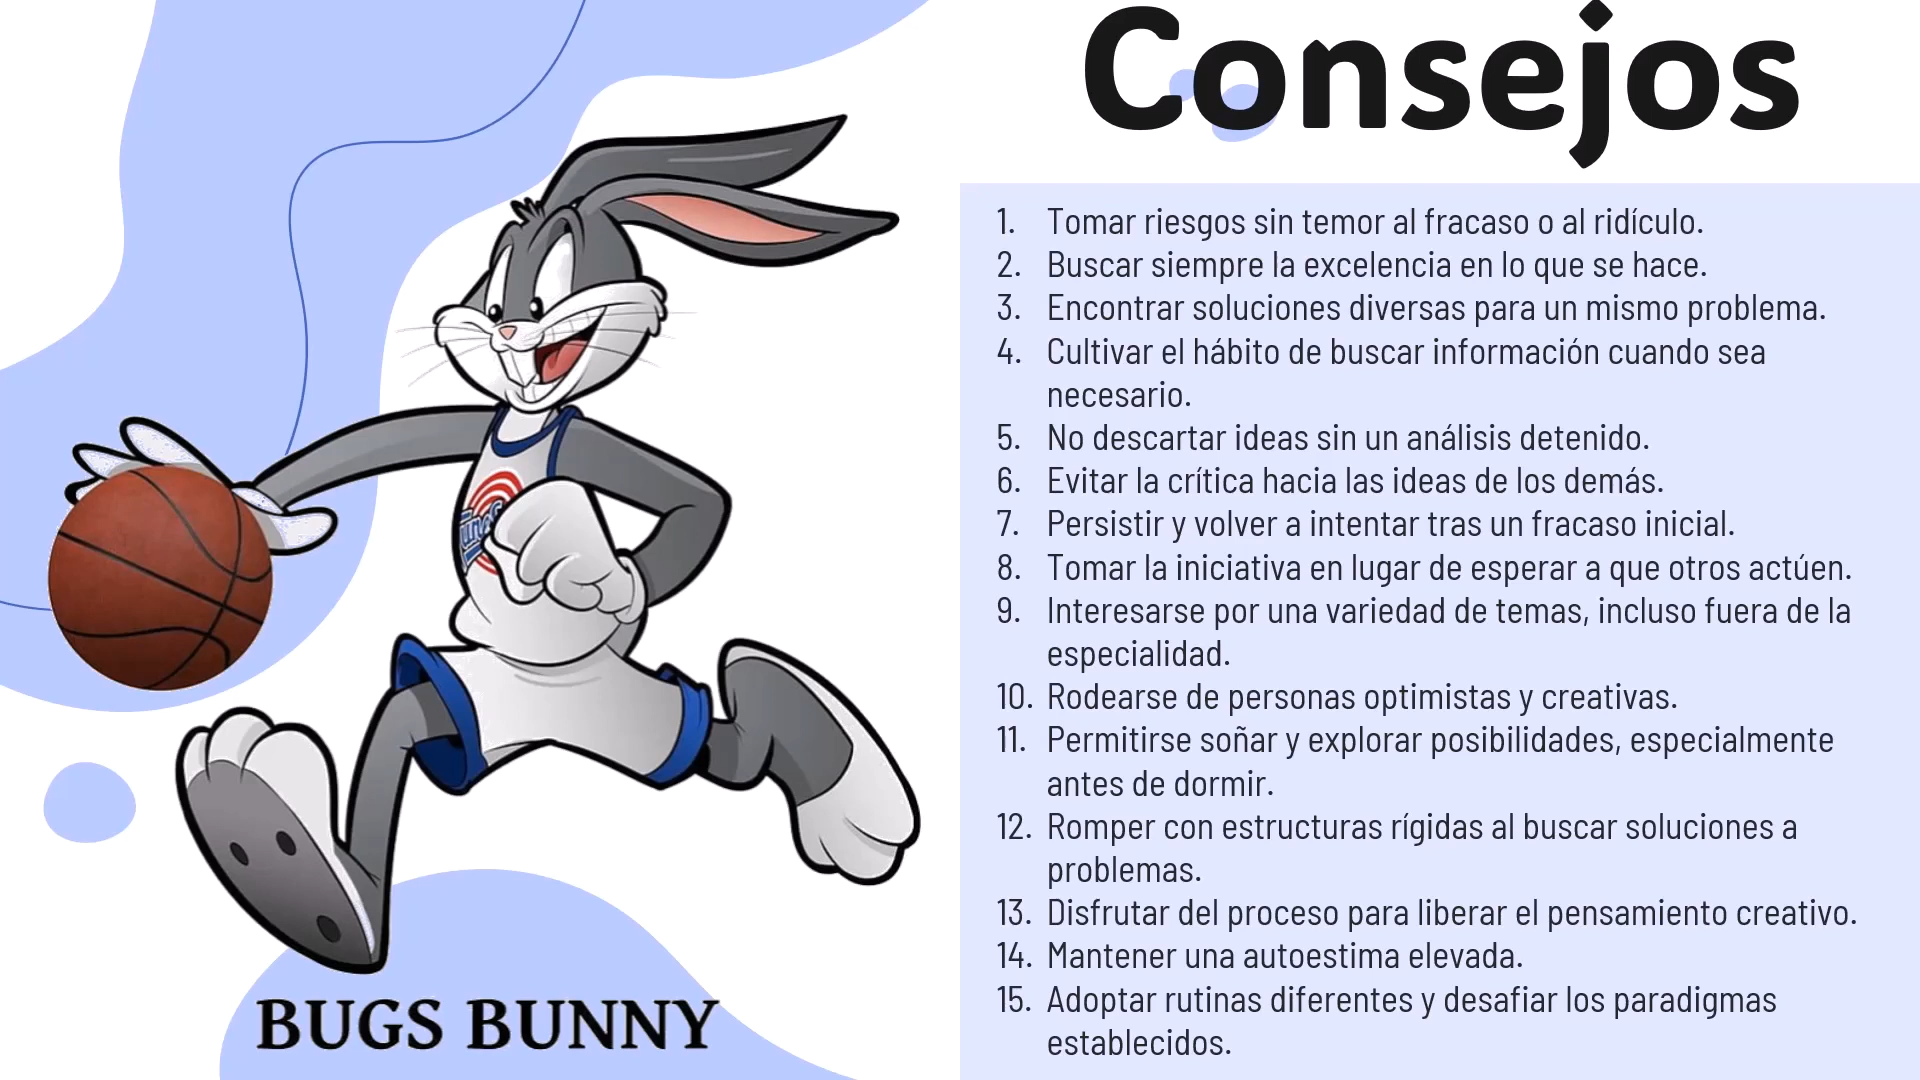 Consejos
1. Tomar riesgos sin temor al fracaso o al ridículo.
2. Buscar siempre la excelencia en lo que se hace.
3. Encontrar soluciones diversas para un mismo problema.
4. Cultivar el hábito de buscar información cuando sea
necesario.
5. No descartar ideas sin un análisis detenido.
6. Evitar la crítica hacia las ideas de los demás.
7. Persistir y volver a intentar tras un fracaso inicial.
8. Tomar la iniciativa en lugar de esperar a que otros actúen.
9. Interesarse por una variedad de temas, incluso fuera de la
especialidad.
10. Rodearse de personas optimistas y creativas.
11. Permitirse soñar y explorar posibilidades, especialmente
antes de dormir.
12. Romper con estructuras rígidas al buscar soluciones a
problemas.
13. Disfrutar del proceso para liberar el pensamiento creativo.
14. Mantener una autoestima elevada.
15. Adoptar rutinas diferentes y desafiar los paradigmas
establecidos.
BUGS BUNNY